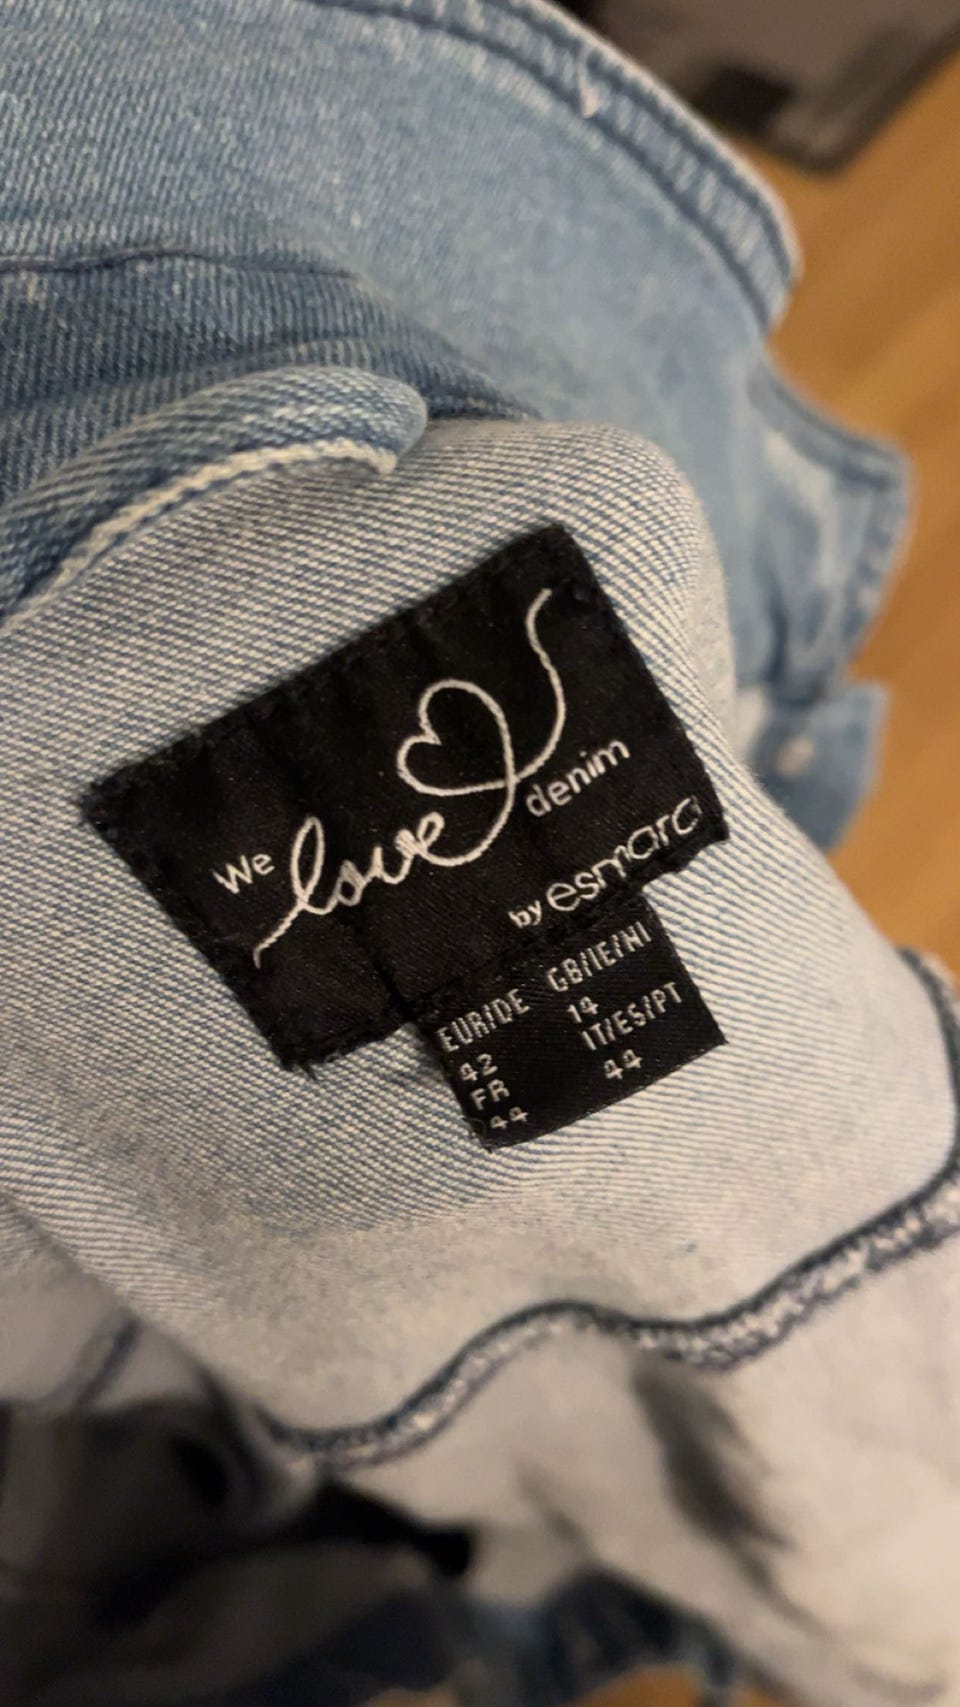 We love denim
by esmara
EUR/DE GB/IE/NI
42 14
FR IT/ES/PT
44 44